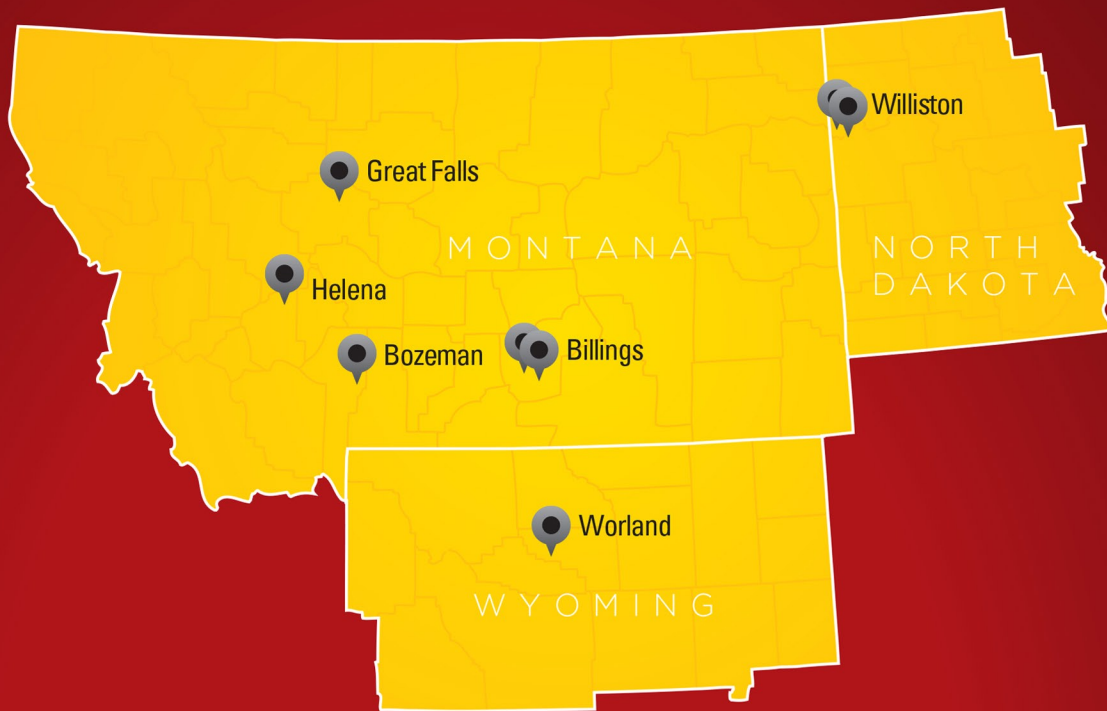 Williston
Great Falls
MONTANA
NORTH
DAKOTA
Helena
Bozeman
Billings
Worland
WYOMING